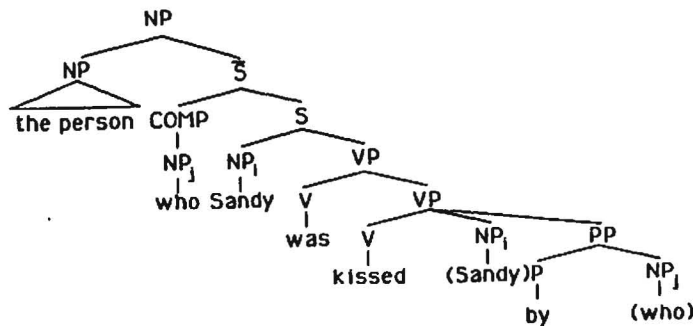 NP
NP S̄
the person COMP S
NPj NPi VP
who Sandy V VP
was V NPi PP
kissed (Sandy) P NPj
by (who)